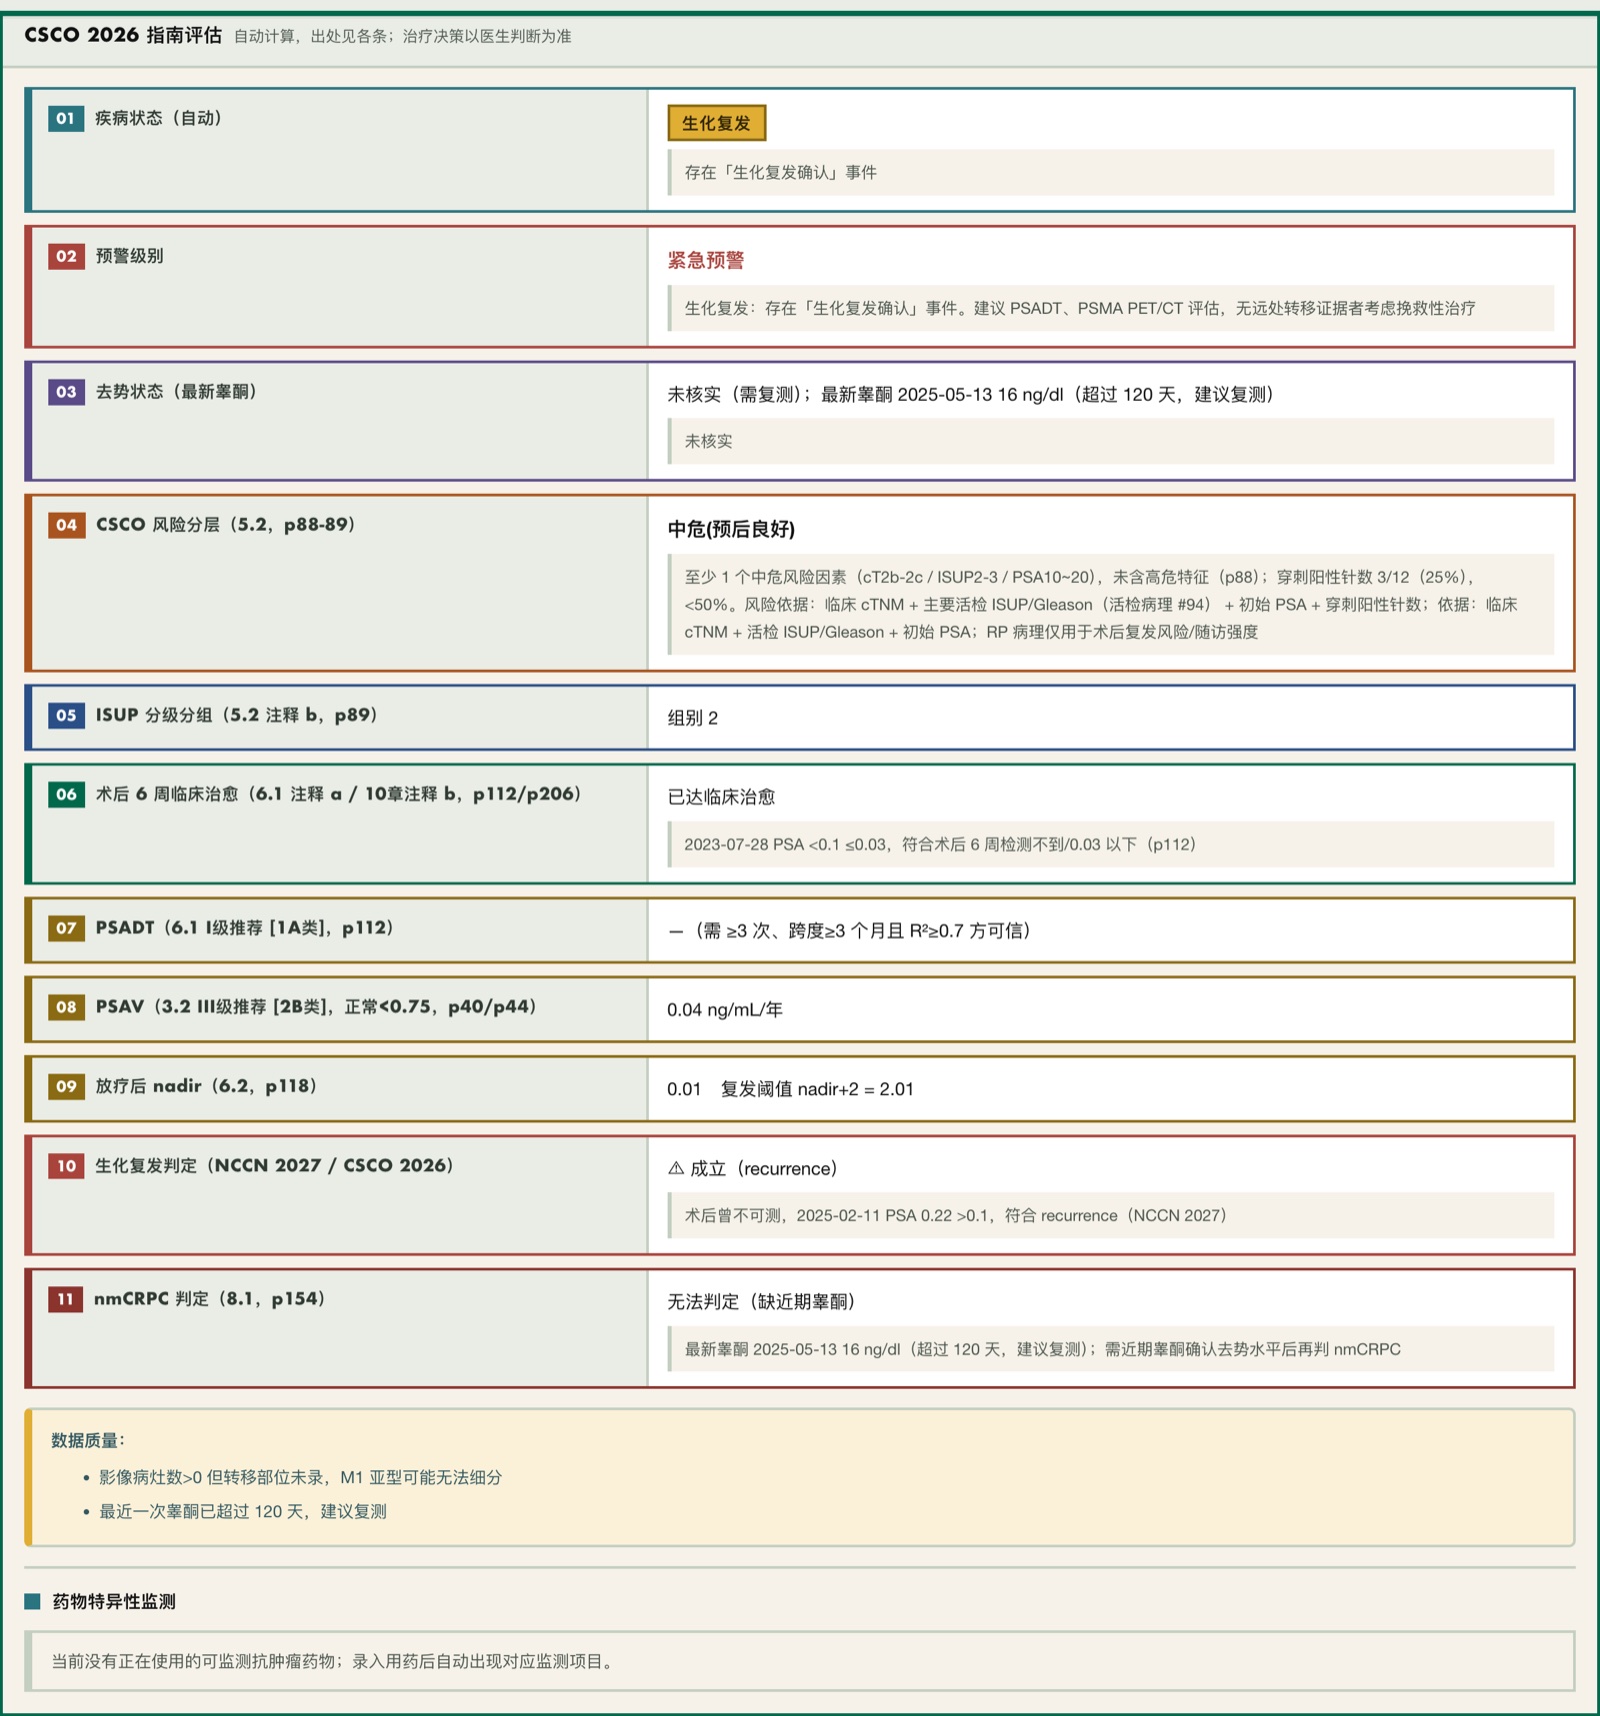 CSCO 2026 指南评估 自动计算，出处见各条；治疗决策以医生判断为准
01 疾病状态（自动）
生化复发
存在「生化复发确认」事件
02 预警级别
紧急预警
生化复发：存在「生化复发确认」事件。建议 PSADT、PSMA PET/CT 评估，无远处转移证据者考虑挽救性治疗
03 去势状态（最新睾酮）
未核实（需复测）；最新睾酮 2025-05-13 16 ng/dl（超过 120 天，建议复测）
未核实
04 CSCO 风险分层（5.2，p88-89）
中危(预后良好)
至少 1 个中危风险因素（cT2b-2c / ISUP2-3 / PSA10~20），未含高危特征（p88）；穿刺阳性针数 3/12（25%），
<50%。风险依据：临床 cTNM + 主要活检 ISUP/Gleason（活检病理 #94） + 初始 PSA + 穿刺阳性针数；依据：临床
cTNM + 活检 ISUP/Gleason + 初始 PSA；RP 病理仅用于术后复发风险/随访强度
05 ISUP 分级分组（5.2 注释 b，p89）
组别 2
06 术后 6 周临床治愈（6.1 注释 a / 10章注释 b，p112/p206）
已达临床治愈
2023-07-28 PSA <0.1 ≤0.03，符合术后 6 周检测不到/0.03 以下（p112）
07 PSADT（6.1 I级推荐 [1A类]，p112）
—（需 ≥3 次、跨度≥3 个月且 R²≥0.7 方可信）
08 PSAV（3.2 III级推荐 [2B类]，正常<0.75，p40/p44）
0.04 ng/mL/年
09 放疗后 nadir（6.2，p118）
0.01 复发阈值 nadir+2 = 2.01
10 生化复发判定（NCCN 2027 / CSCO 2026）
⚠ 成立（recurrence）
术后曾不可测，2025-02-11 PSA 0.22 >0.1，符合 recurrence（NCCN 2027）
11 nmCRPC 判定（8.1，p154）
无法判定（缺近期睾酮）
最新睾酮 2025-05-13 16 ng/dl（超过 120 天，建议复测）；需近期睾酮确认去势水平后再判 nmCRPC
数据质量：
• 影像病灶数>0 但转移部位未录，M1 亚型可能无法细分
• 最近一次睾酮已超过 120 天，建议复测
药物特异性监测
当前没有正在使用的可监测抗肿瘤药物；录入用药后自动出现对应监测项目。